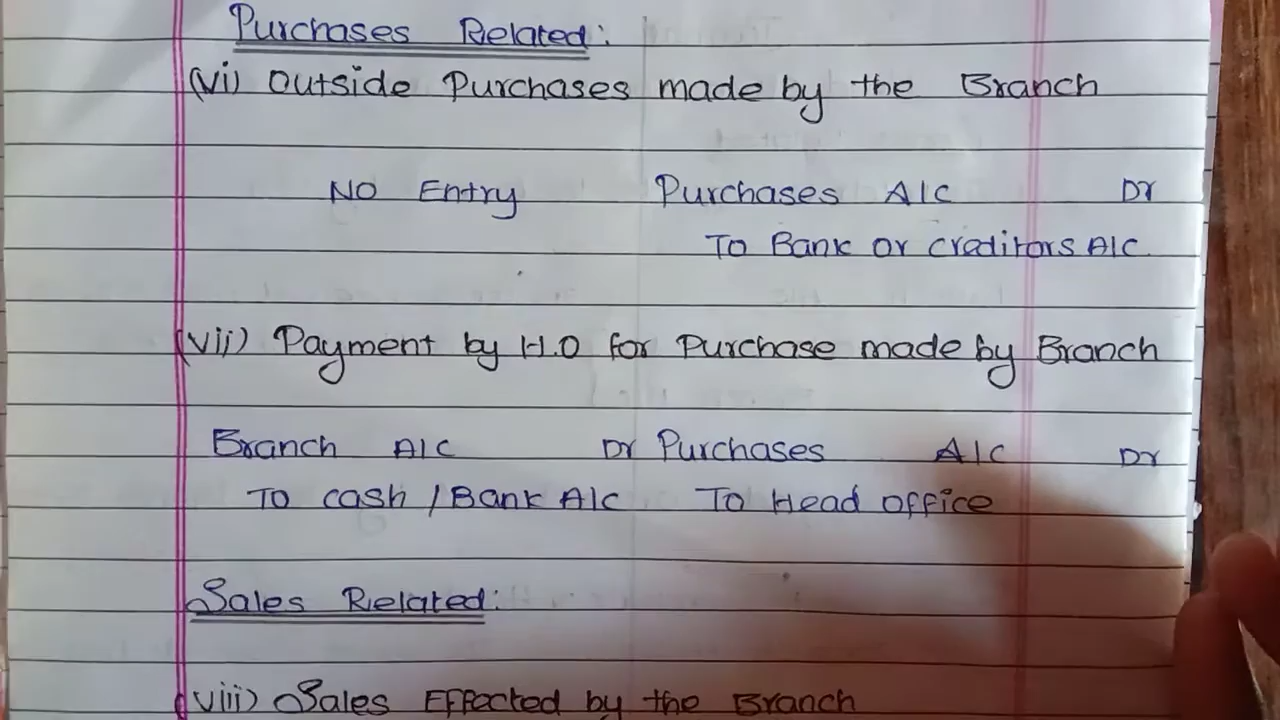 Purchases Related:
(vi) Outside Purchases made by the Branch
No Entry Purchases A/c Dr
To Bank or creditors A/c
(vii) Payment by H.O for Purchase made by Branch
Branch A/c Dr Purchases A/c Dr
To cash / Bank A/c To Head office
Sales Related:
(viii) Sales Effected by the Branch